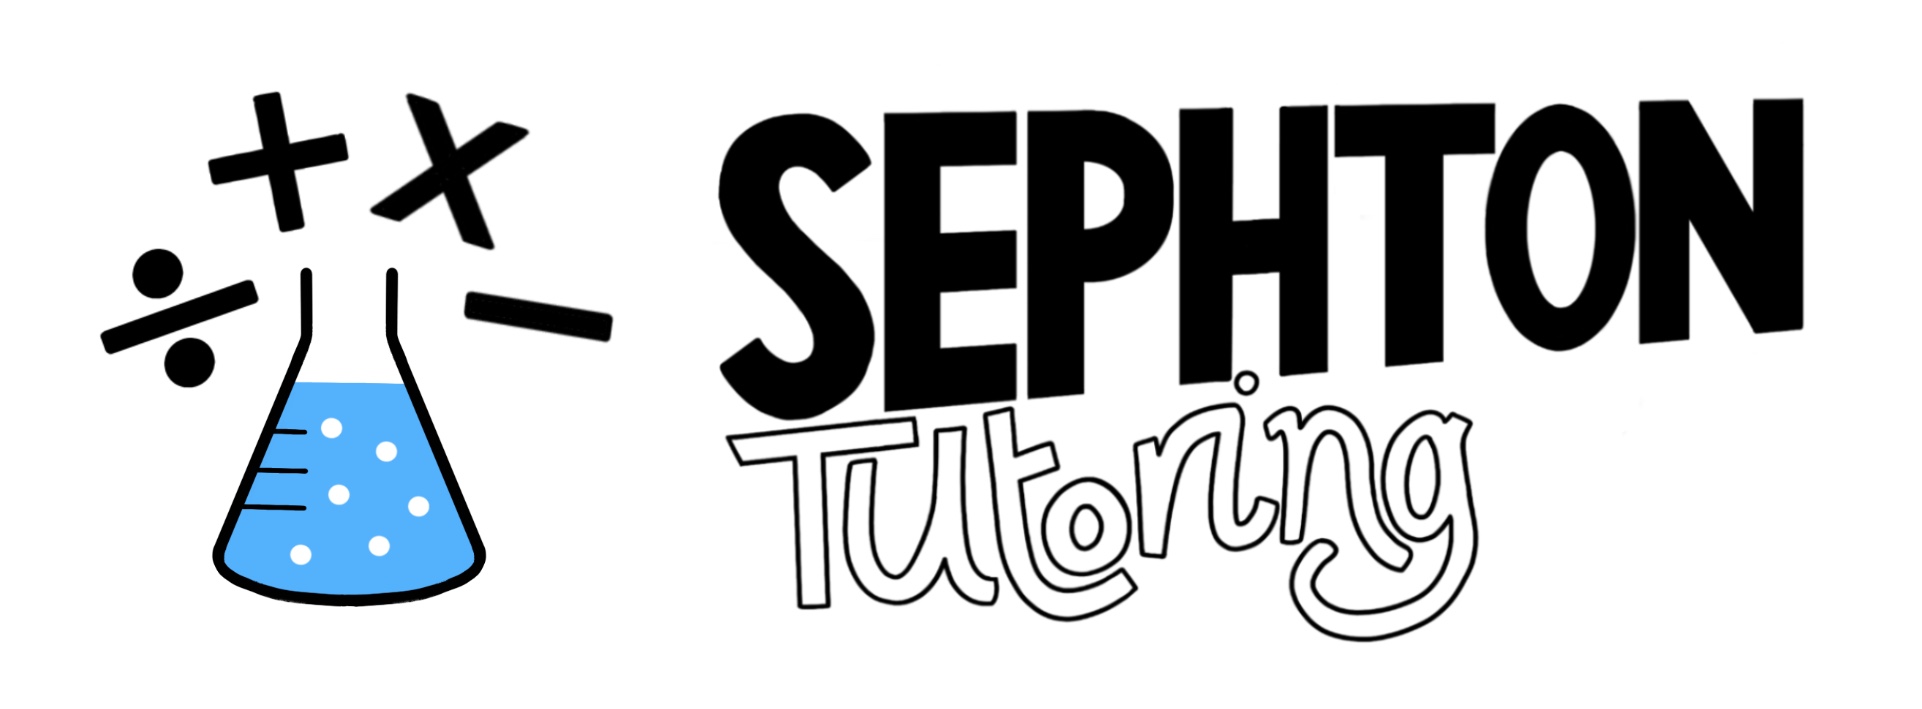 ÷ + × −
SEPHTON
Tutoring